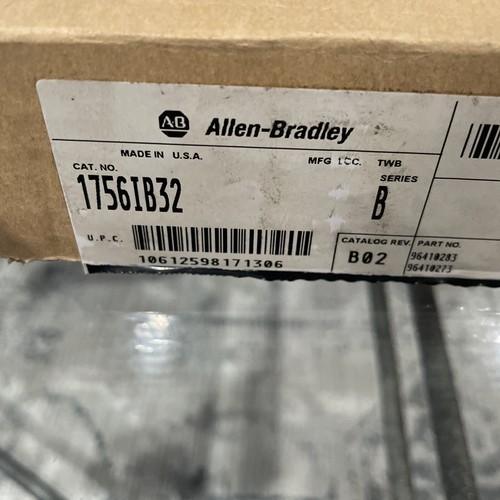 A-B Allen-Bradley
MADE IN U.S.A. MFG LOC. TWB
CAT. NO. SERIES
1756IB32 B
U.P.C.
10612598171306
CATALOG REV. PART NO.
B02 96410283
96410273